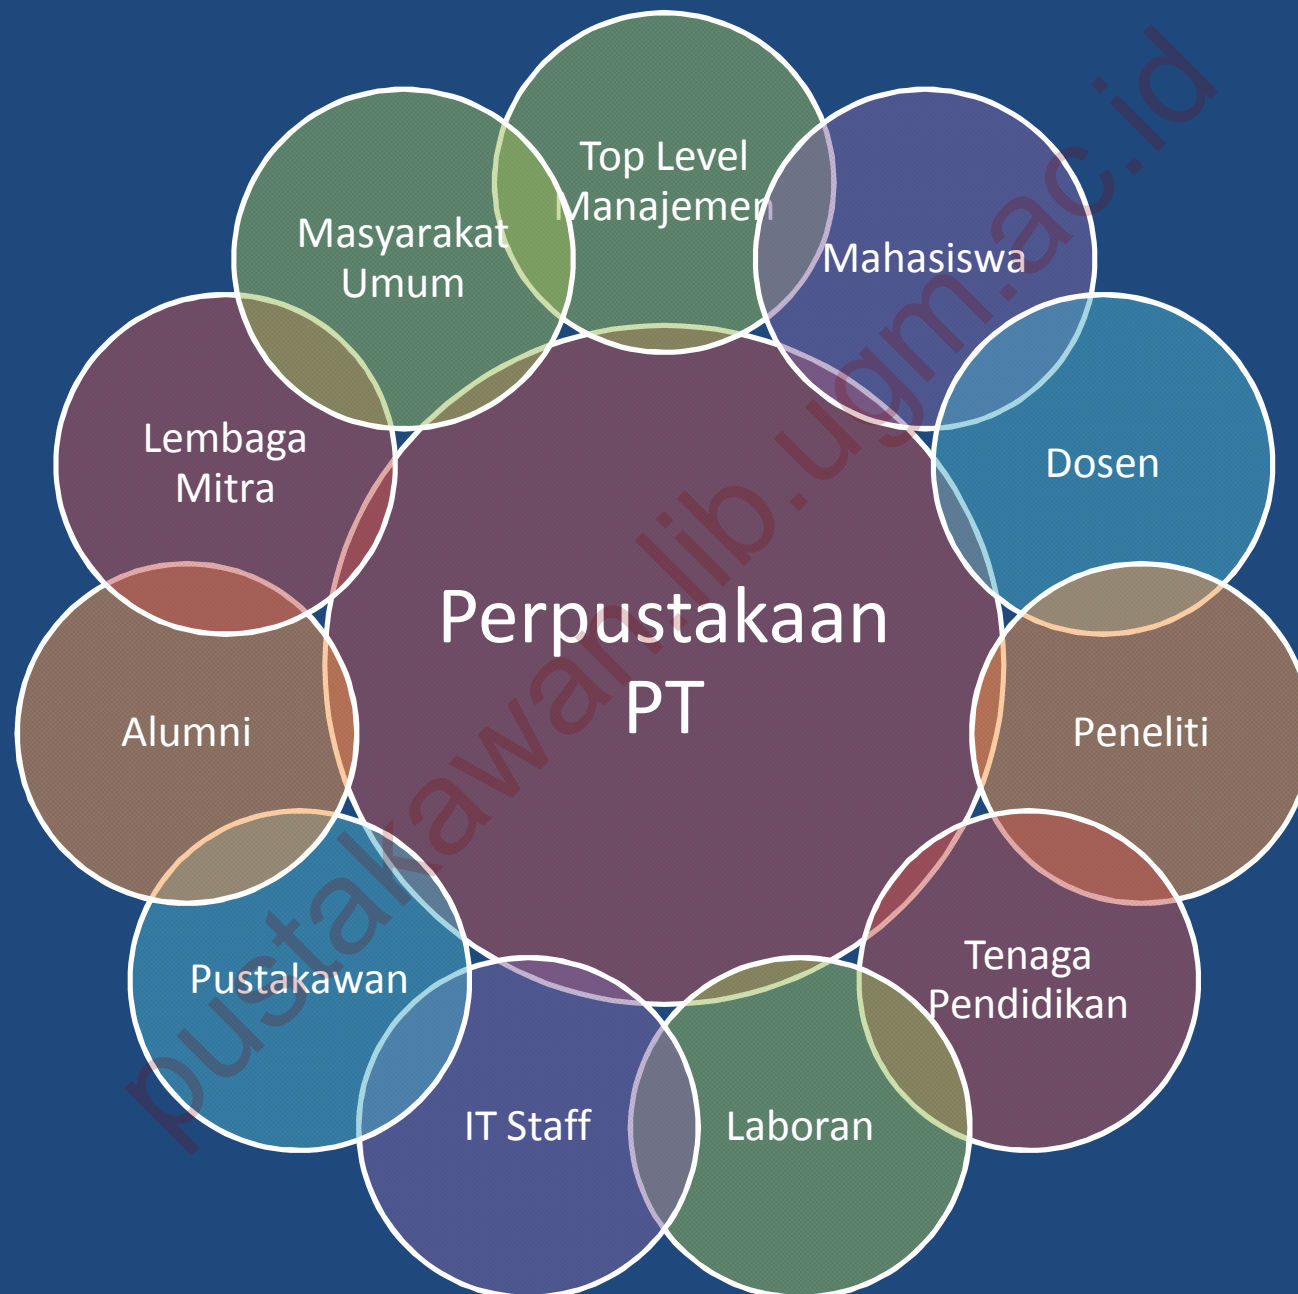 Top Level
Manajemen
Mahasiswa
Dosen
Peneliti
Tenaga
Pendidikan
Laboran
IT Staff
Pustakawan
Alumni
Lembaga
Mitra
Masyarakat
Umum
Perpustakaan
PT
pustakawan.lib.ugm.ac.id